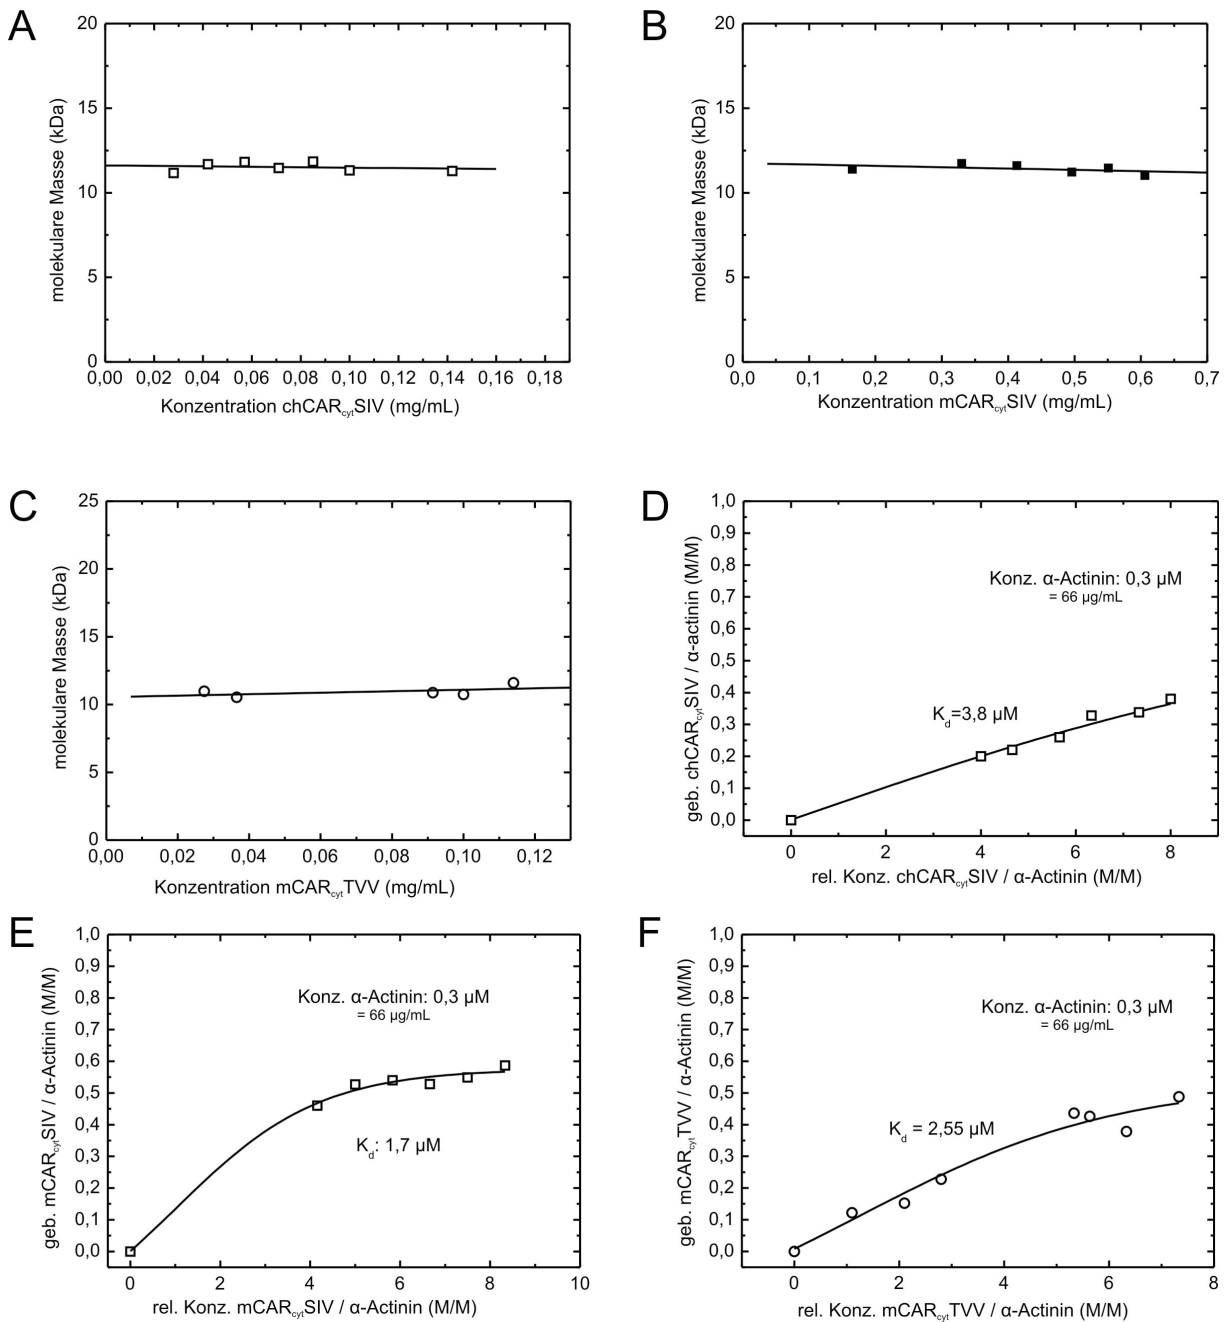 A
molekulare Masse (kDa)
20
15
10
5
0
0,00 0,02 0,04 0,06 0,08 0,10 0,12 0,14 0,16 0,18
Konzentration chCARcytSIV (mg/mL)
B
molekulare Masse (kDa)
20
15
10
5
0
0,0 0,1 0,2 0,3 0,4 0,5 0,6 0,7
Konzentration mCARcytSIV (mg/mL)
C
molekulare Masse (kDa)
25
20
15
10
5
0
0,00 0,02 0,04 0,06 0,08 0,10 0,12
Konzentration mCARcytTVV (mg/mL)
D
geb. chCARcytSIV / α-actinin (M/M)
1,0
0,9
0,8
0,7
0,6
0,5
0,4
0,3
0,2
0,1
0,0
Konz. α-Actinin: 0,3 µM
= 66 µg/mL
Kd=3,8 µM
0 2 4 6 8
rel. Konz. chCARcytSIV / α-Actinin (M/M)
E
geb. mCARcytSIV / α-Actinin (M/M)
1,0
0,9
0,8
0,7
0,6
0,5
0,4
0,3
0,2
0,1
0,0
Konz. α-Actinin: 0,3 µM
= 66 µg/mL
Kd: 1,7 µM
0 2 4 6 8 10
rel. Konz. mCARcytSIV / α-Actinin (M/M)
F
geb. mCARcytTVV / α-Actinin (M/M)
1,0
0,9
0,8
0,7
0,6
0,5
0,4
0,3
0,2
0,1
0,0
Konz. α-Actinin: 0,3 µM
= 66 µg/mL
Kd = 2,55 µM
0 2 4 6 8
rel. Konz. mCARcytTVV / α-Actinin (M/M)